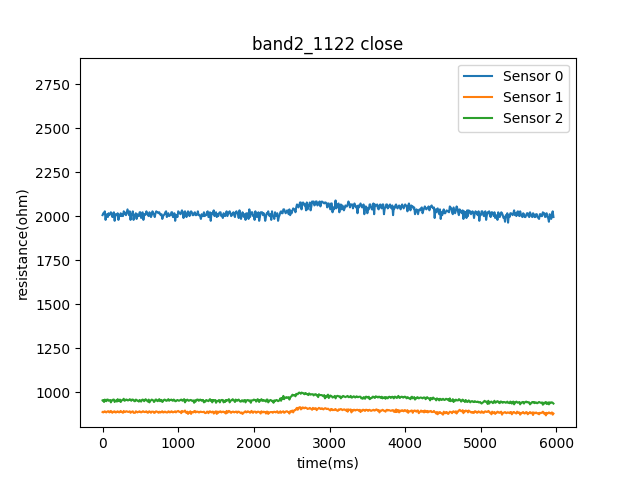 band2_1122 close
Sensor 0
Sensor 1
Sensor 2
2750
2500
2250
2000
1750
1500
1250
1000
resistance(ohm)
0 1000 2000 3000 4000 5000 6000
time(ms)